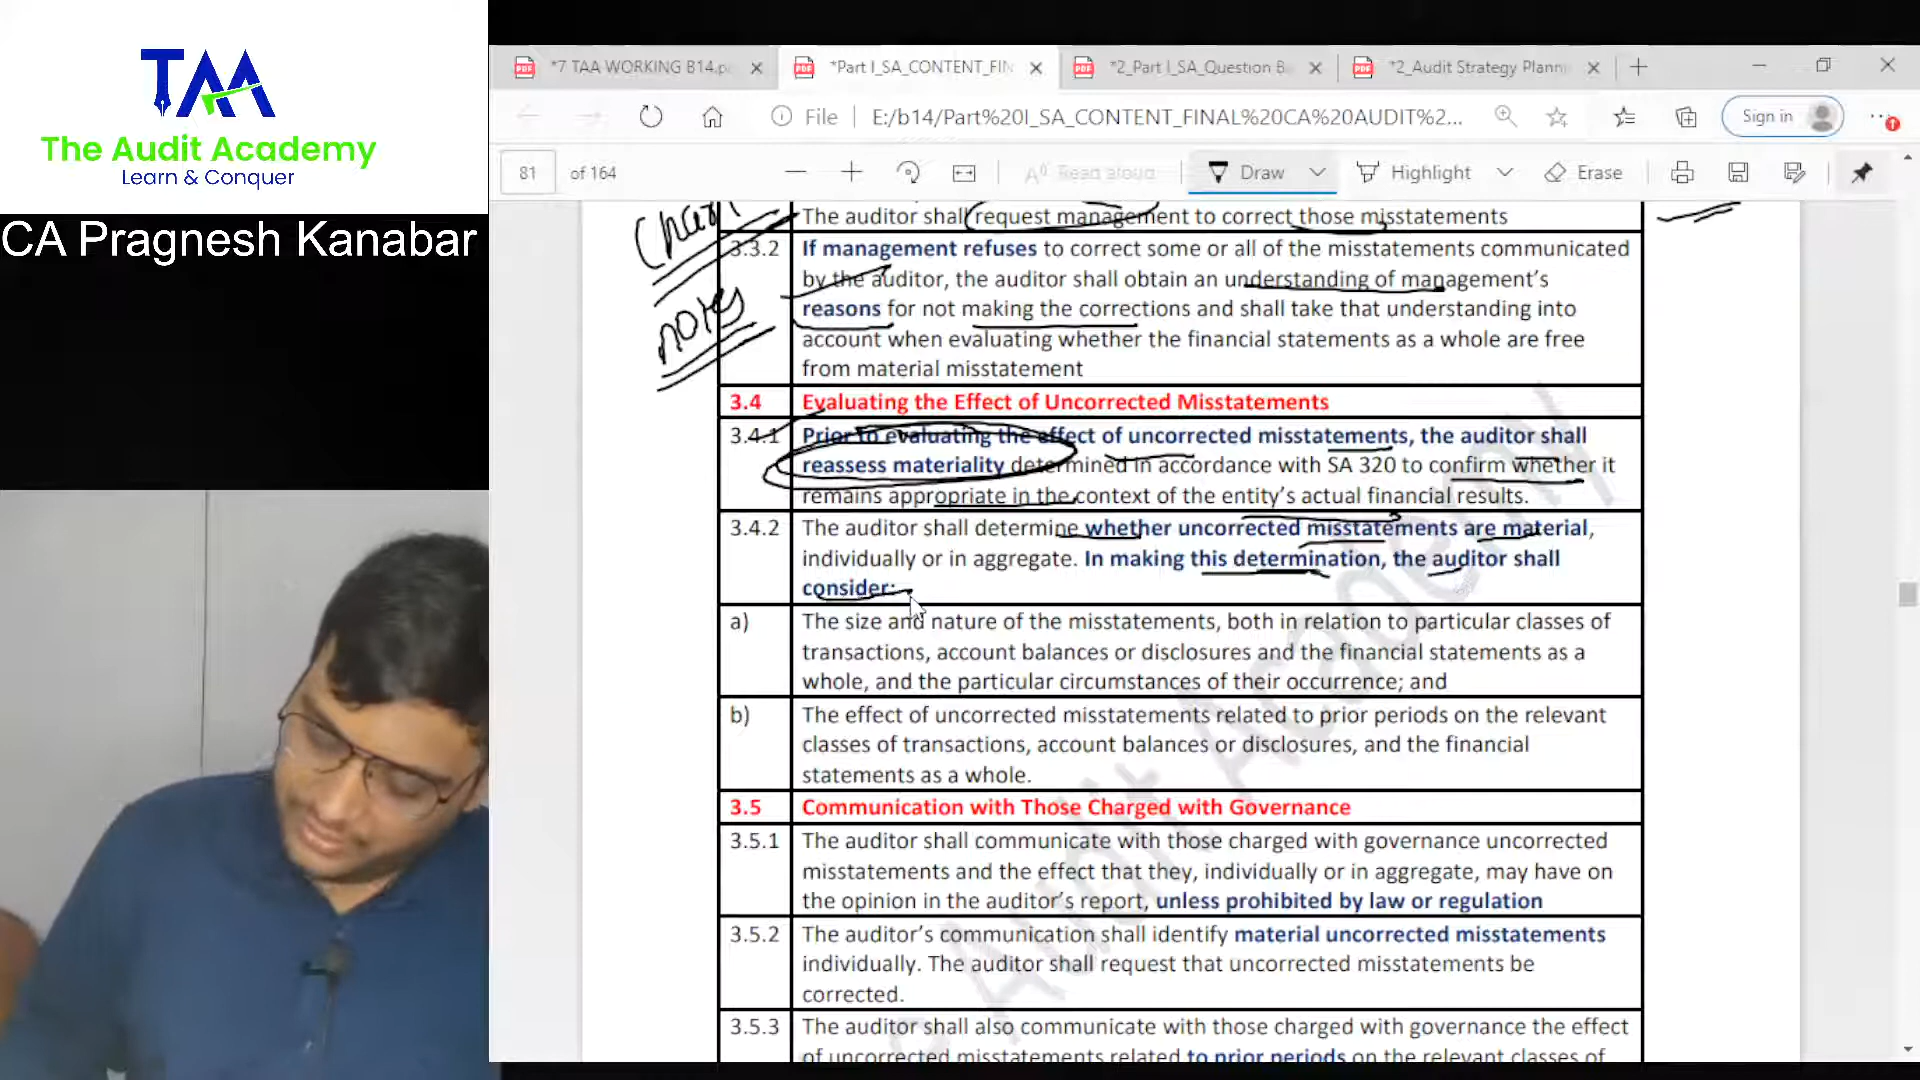 TAA
The Audit Academy
Learn & Conquer
CA Pragnesh Kanabar
*7 TAA WORKING B14.p
*Part I_SA_CONTENT_FIN
*2_Part I_SA_Question B
*2_Audit Strategy Plann
File
E:/b14/Part%20I_SA_CONTENT_FINAL%20CA%20AUDIT%2...
Sign in
81 of 164
Read aloud
Draw
Highlight
Erase
The auditor shall request management to correct those misstatements
3.3.2 If management refuses to correct some or all of the misstatements communicated
by the auditor, the auditor shall obtain an understanding of management's
reasons for not making the corrections and shall take that understanding into
account when evaluating whether the financial statements as a whole are free
from material misstatement
notes
3.4 Evaluating the Effect of Uncorrected Misstatements
3.4.1 Prior to evaluating the effect of uncorrected misstatements, the auditor shall
reassess materiality determined in accordance with SA 320 to confirm whether it
remains appropriate in the context of the entity's actual financial results.
3.4.2 The auditor shall determine whether uncorrected misstatements are material,
individually or in aggregate. In making this determination, the auditor shall
consider:
a) The size and nature of the misstatements, both in relation to particular classes of
transactions, account balances or disclosures and the financial statements as a
whole, and the particular circumstances of their occurrence; and
b) The effect of uncorrected misstatements related to prior periods on the relevant
classes of transactions, account balances or disclosures, and the financial
statements as a whole.
3.5 Communication with Those Charged with Governance
3.5.1 The auditor shall communicate with those charged with governance uncorrected
misstatements and the effect that they, individually or in aggregate, may have on
the opinion in the auditor's report, unless prohibited by law or regulation
3.5.2 The auditor's communication shall identify material uncorrected misstatements
individually. The auditor shall request that uncorrected misstatements be
corrected.
3.5.3 The auditor shall also communicate with those charged with governance the effect
of uncorrected misstatements related to prior periods on the relevant classes of
Audit Academy